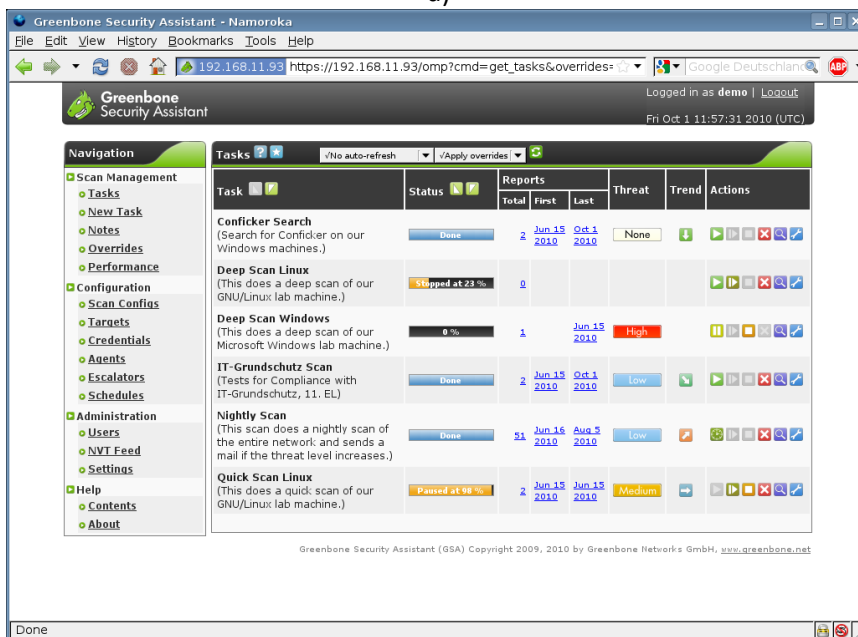 Greenbone Security Assistant - Namoroka
File Edit View History Bookmarks Tools Help
192.168.11.93 https://192.168.11.93/omp?cmd=get_tasks&overrides= Google Deutschland ABP
Greenbone
Security Assistant
Logged in as demo | Logout
Fri Oct 1 11:57:31 2010 (UTC)
Navigation
Scan Management
Tasks
New Task
Notes
Overrides
Performance
Configuration
Scan Configs
Targets
Credentials
Agents
Escalators
Schedules
Administration
Users
NVT Feed
Settings
Help
Contents
About
Tasks ? √No auto-refresh √Apply overrides
Task Status Reports Threat Trend Actions
Total First Last
Conficker Search
(Search for Conficker on our
Windows machines.)
Done 2 Jun 15 2010 Oct 1 2010 None
Deep Scan Linux
(This does a deep scan of our
GNU/Linux lab machine.)
Stopped at 23 % 0
Deep Scan Windows
(This does a deep scan of our
Microsoft Windows lab machine.)
0 % 1 Jun 15 2010 High
IT-Grundschutz Scan
(Tests for Compliance with
IT-Grundschutz, 11. EL)
Done 2 Jun 15 2010 Oct 1 2010 Low
Nightly Scan
(This scan does a nightly scan of
the entire network and sends a
mail if the threat level increases.)
Done 51 Jun 16 2010 Aug 5 2010 Low
Quick Scan Linux
(This does a quick scan of our
GNU/Linux lab machine.)
Paused at 98 % 2 Jun 15 2010 Jun 15 2010 Medium
Greenbone Security Assistant (GSA) Copyright 2009, 2010 by Greenbone Networks GmbH, www.greenbone.net
Done